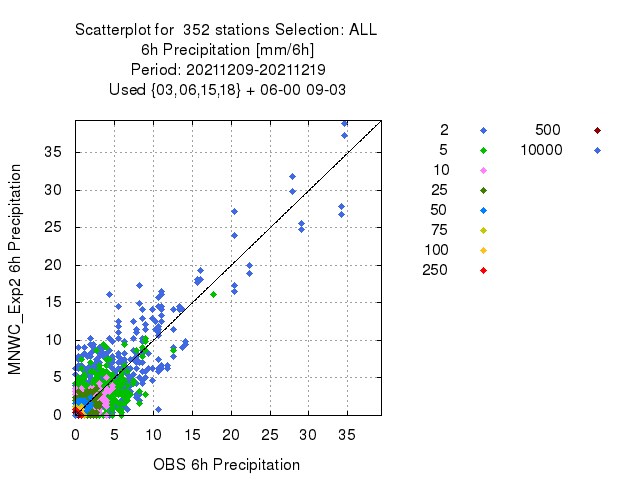 Scatterplot for 352 stations Selection: ALL
6h Precipitation [mm/6h]
Period: 20211209-20211219
Used {03,06,15,18} + 06-00 09-03
MNWC_Exp2 6h Precipitation
35
30
25
20
15
10
5
0
0 5 10 15 20 25 30 35
OBS 6h Precipitation
2 500
5 10000
10
25
50
75
100
250